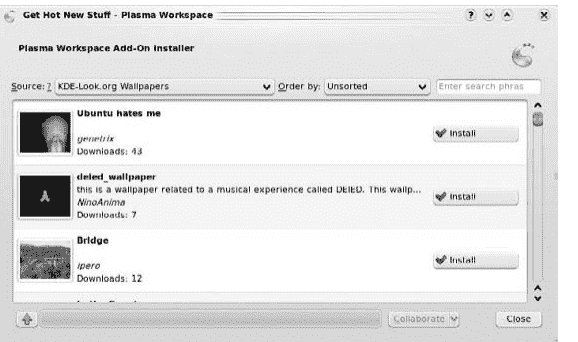 Get Hot New Stuff - Plasma Workspace
Plasma Workspace Add-On Installer
Source: ? KDE-Look.org Wallpapers Order by: Unsorted Enter search phras
Ubuntu hates me
genetrix
Downloads: 43
Install
deIed_wallpaper
this is a wallpaper related to a musical experience called DEIED. This wallp...
NinoAnima
Downloads: 7
Install
Bridge
ipero
Downloads: 12
Install
Collaborate Close